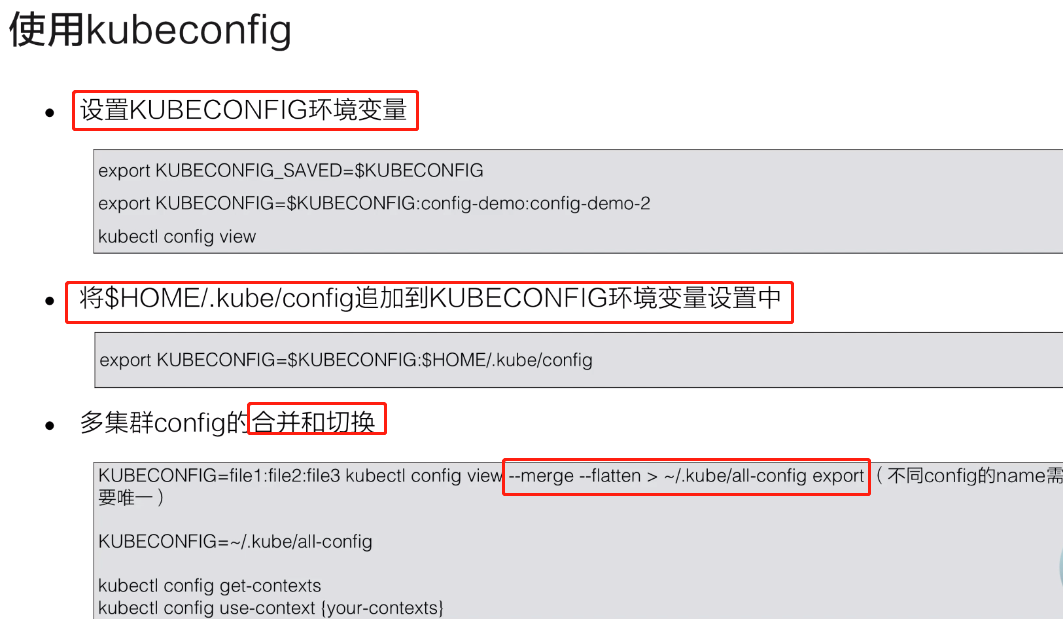 使用kubeconfig
设置KUBECONFIG环境变量
export KUBECONFIG_SAVED=$KUBECONFIG
export KUBECONFIG=$KUBECONFIG:config-demo:config-demo-2
kubectl config view
将$HOME/.kube/config追加到KUBECONFIG环境变量设置中
export KUBECONFIG=$KUBECONFIG:$HOME/.kube/config
多集群config的合并和切换
KUBECONFIG=file1:file2:file3 kubectl config view --merge --flatten > ~/.kube/all-config export（不同config的name需
要唯一）
KUBECONFIG=~/.kube/all-config
kubectl config get-contexts
kubectl config use-context {your-contexts}